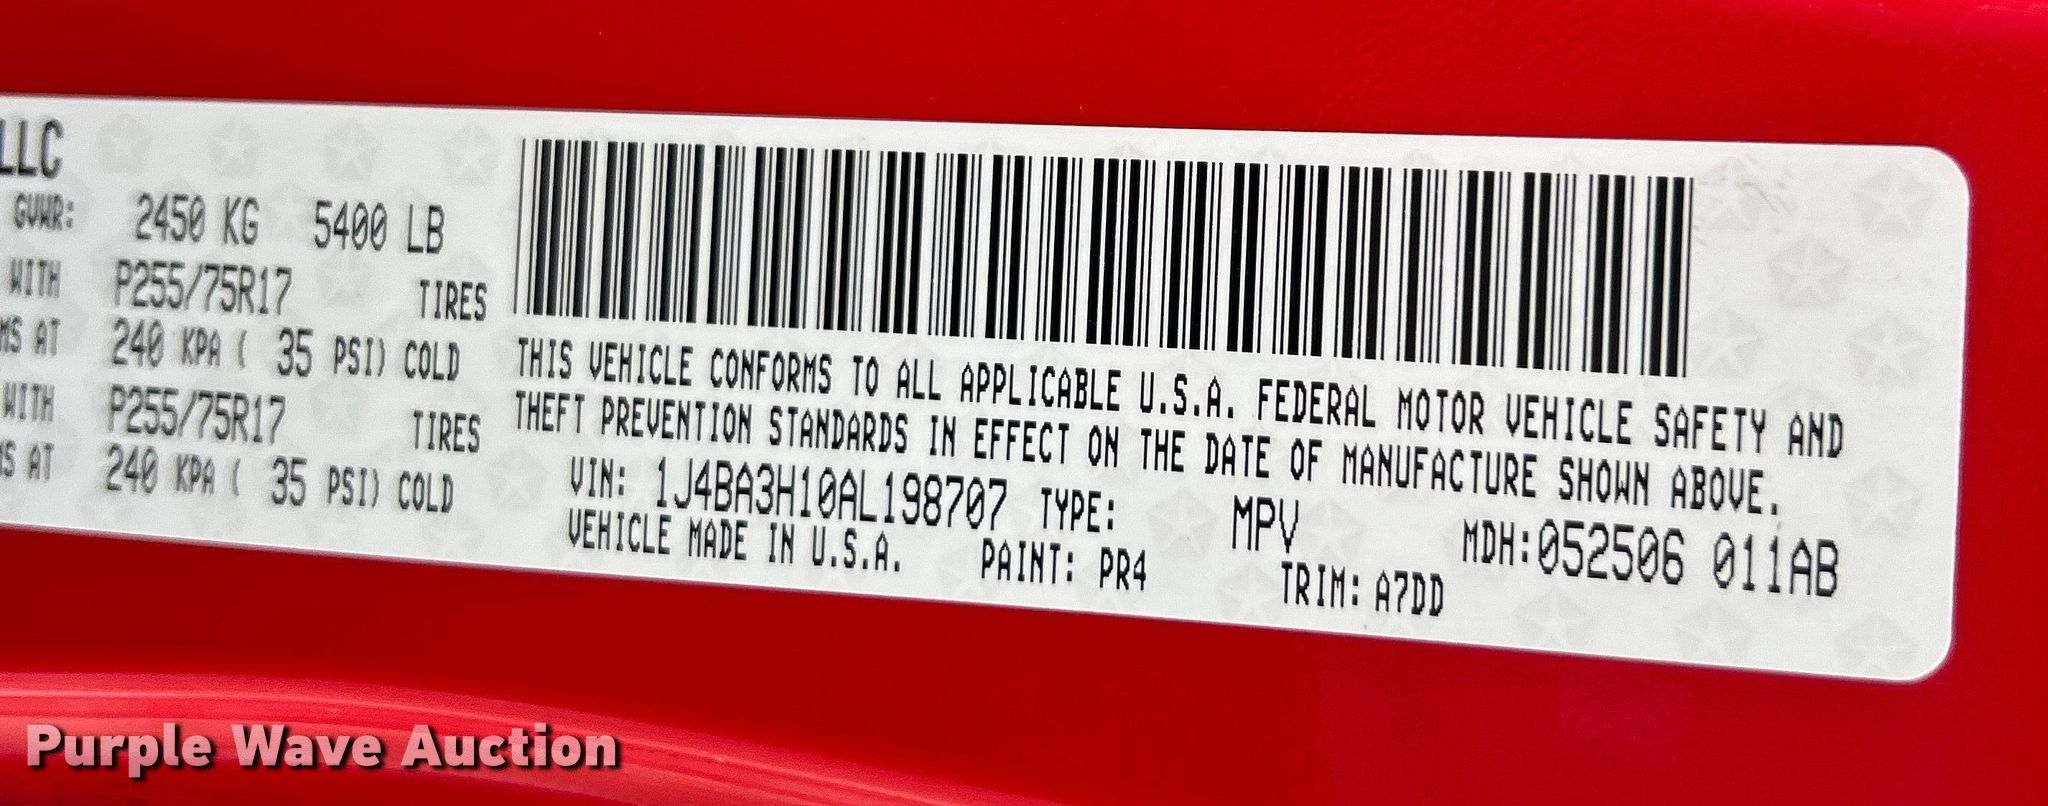 LLC
GVWR: 2450 KG 5400 LB
WITH P255/75R17 TIRES
MS AT 240 KPA ( 35 PSI) COLD
WITH P255/75R17 TIRES
MS AT 240 KPA ( 35 PSI) COLD
THIS VEHICLE CONFORMS TO ALL APPLICABLE U.S.A. FEDERAL MOTOR VEHICLE SAFETY AND
THEFT PREVENTION STANDARDS IN EFFECT ON THE DATE OF MANUFACTURE SHOWN ABOVE.
VIN: 1J4BA3H10AL198707 TYPE: MPV MDH:052506 011AB
VEHICLE MADE IN U.S.A. PAINT: PR4 TRIM: A7DD
Purple Wave Auction